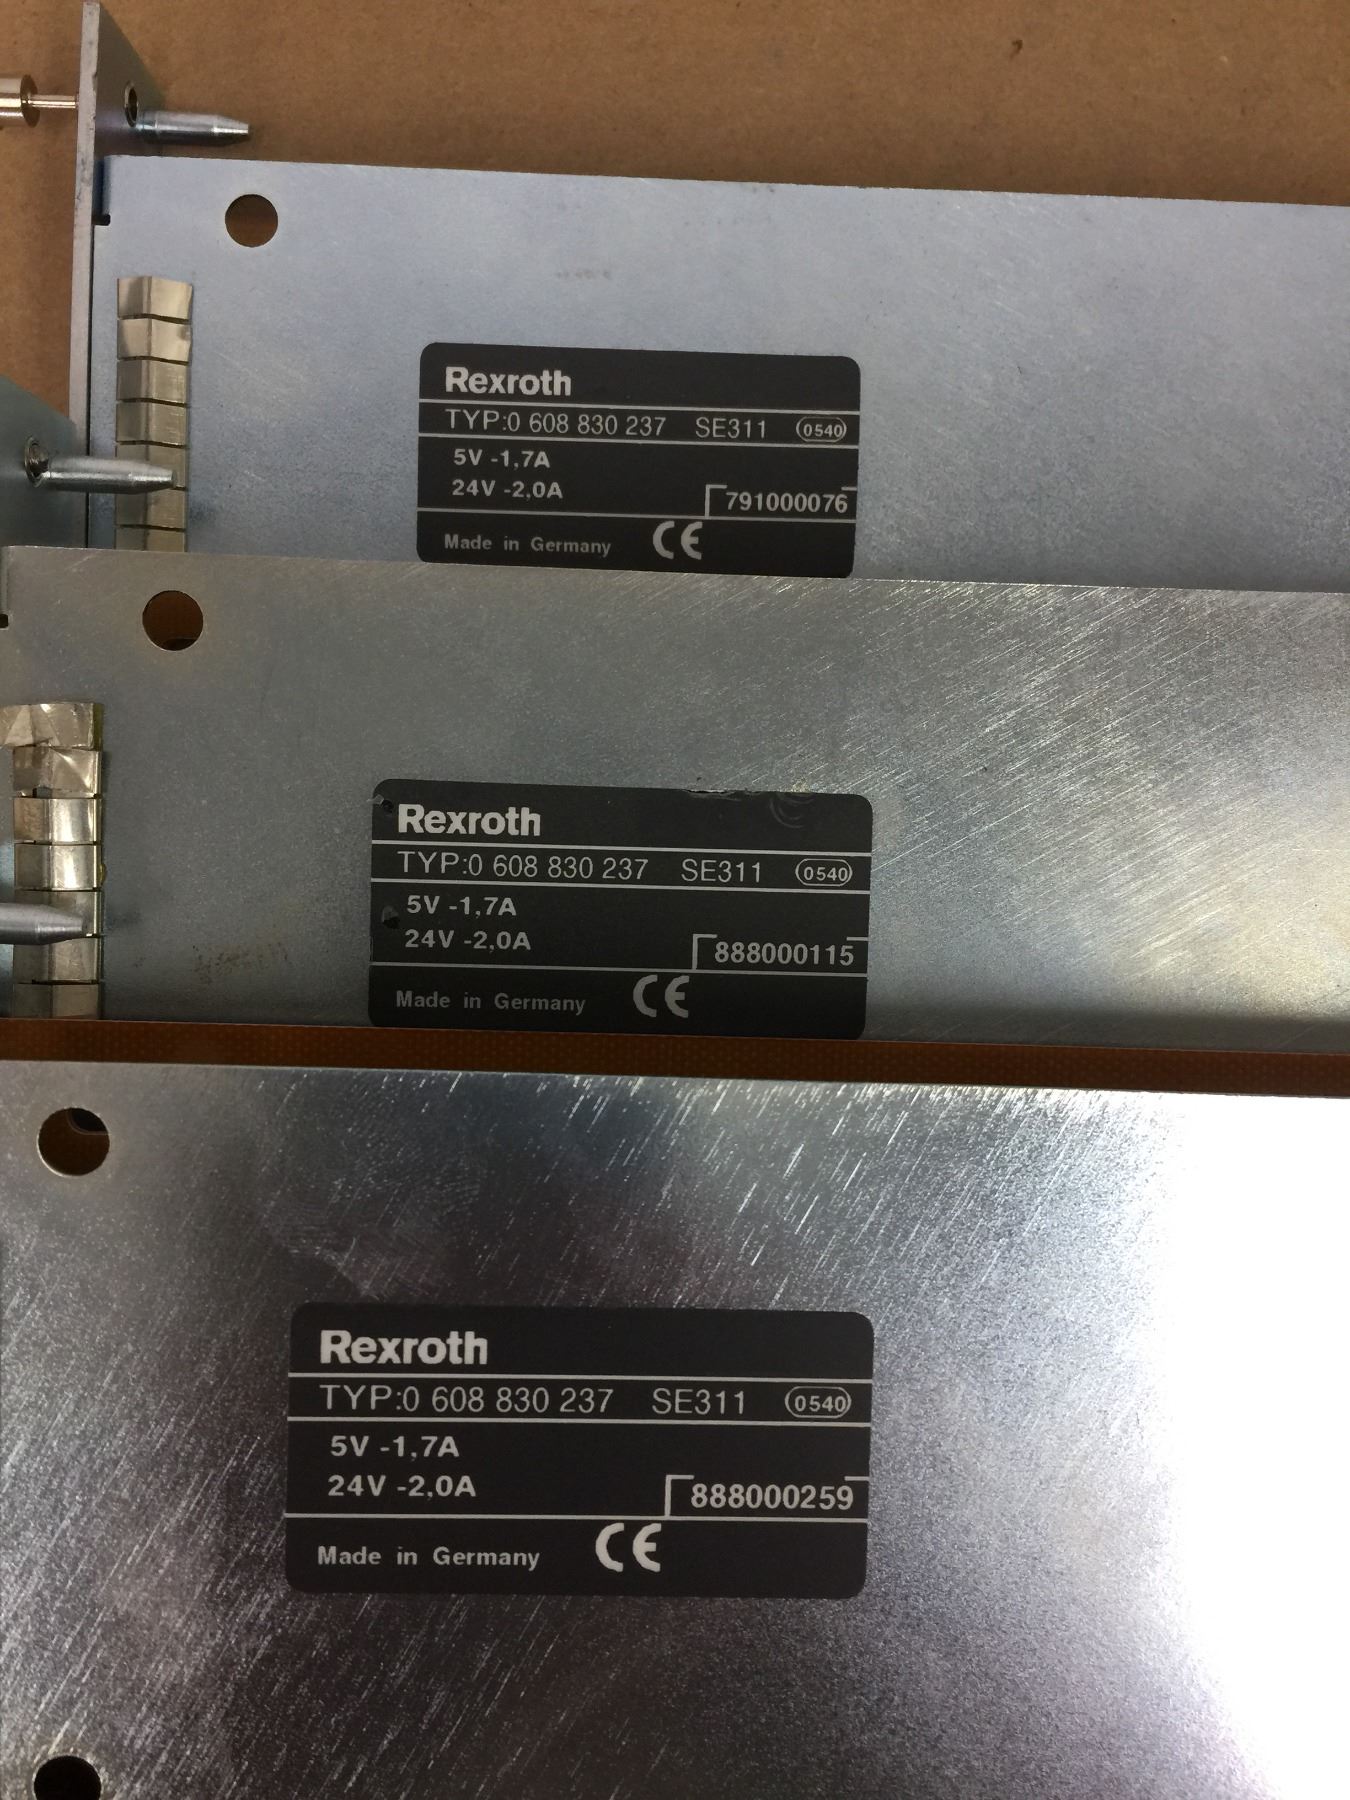 Rexroth
TYP:0 608 830 237 SE311 0540
5V -1,7A
24V -2,0A
791000076
Made in Germany CE
Rexroth
TYP:0 608 830 237 SE311 0540
5V -1,7A
24V -2,0A
888000115
Made in Germany CE
Rexroth
TYP:0 608 830 237 SE311 0540
5V -1,7A
24V -2,0A
888000259
Made in Germany CE